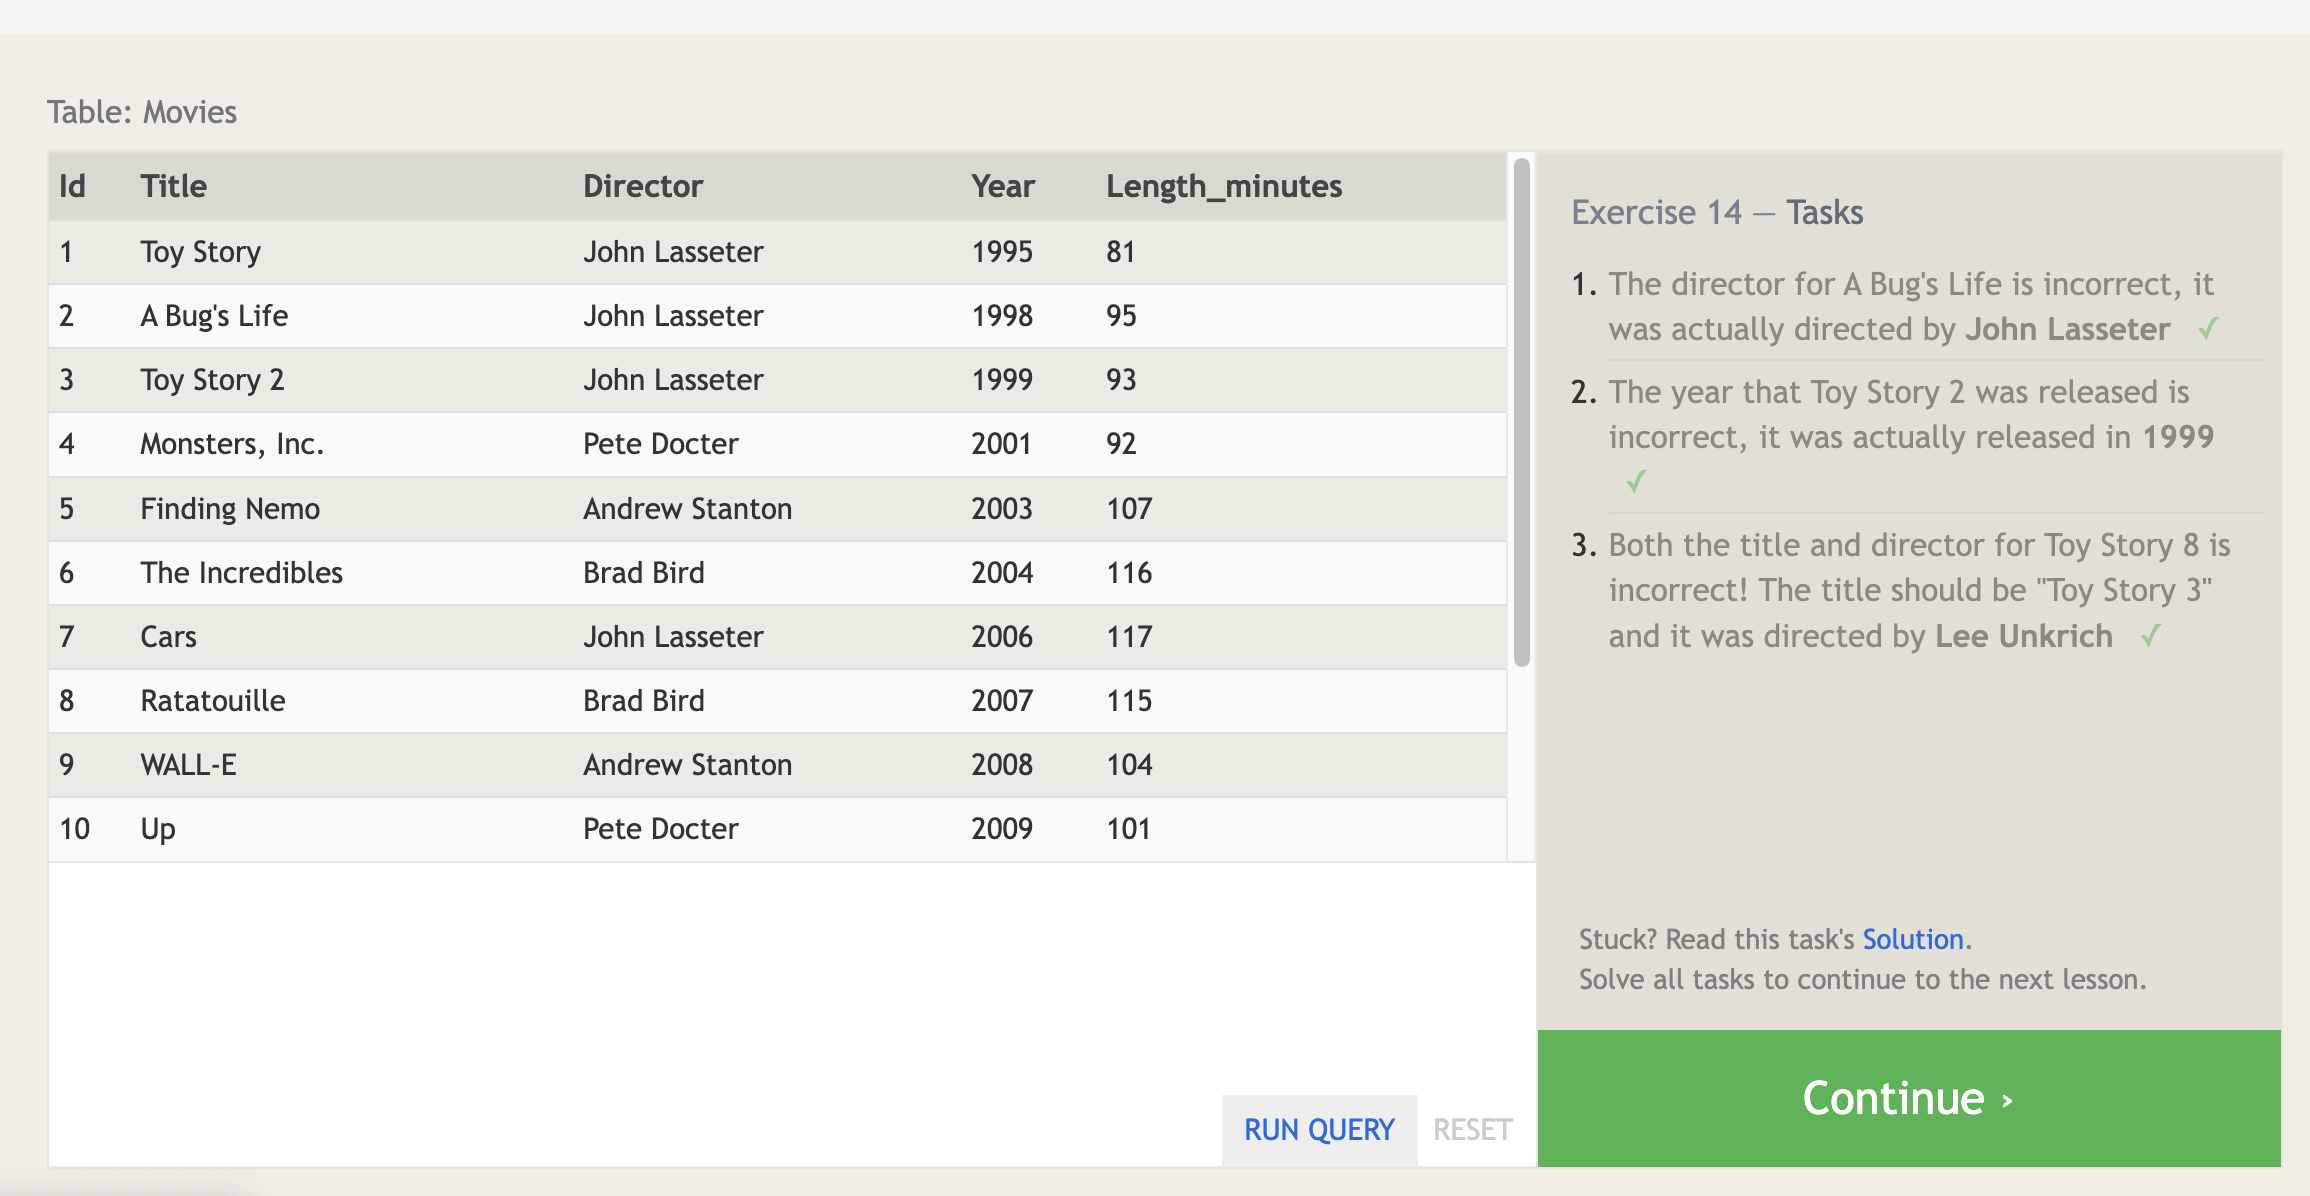 Table: Movies
Id Title Director Year Length_minutes
1 Toy Story John Lasseter 1995 81
2 A Bug's Life John Lasseter 1998 95
3 Toy Story 2 John Lasseter 1999 93
4 Monsters, Inc. Pete Docter 2001 92
5 Finding Nemo Andrew Stanton 2003 107
6 The Incredibles Brad Bird 2004 116
7 Cars John Lasseter 2006 117
8 Ratatouille Brad Bird 2007 115
9 WALL-E Andrew Stanton 2008 104
10 Up Pete Docter 2009 101
RUN QUERY RESET
Exercise 14 — Tasks
1. The director for A Bug's Life is incorrect, it
was actually directed by John Lasseter ✓
2. The year that Toy Story 2 was released is
incorrect, it was actually released in 1999
✓
3. Both the title and director for Toy Story 8 is
incorrect! The title should be "Toy Story 3"
and it was directed by Lee Unkrich ✓
Stuck? Read this task's Solution.
Solve all tasks to continue to the next lesson.
Continue ›